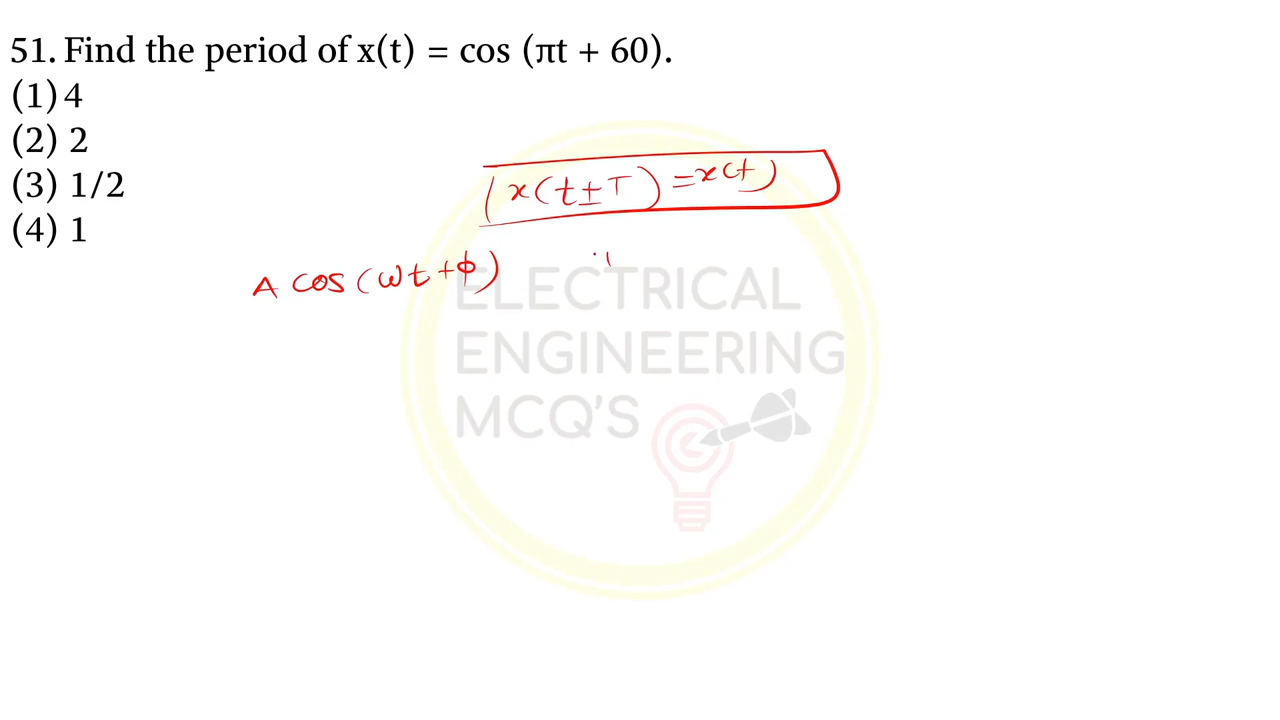 51. Find the period of x(t) = cos (πt + 60).
(1) 4
(2) 2
(3) 1/2
(4) 1
x(t±T) = x(t)
A cos(ωt+ϕ)
ELECTRICAL
ENGINEERING
MCQ'S